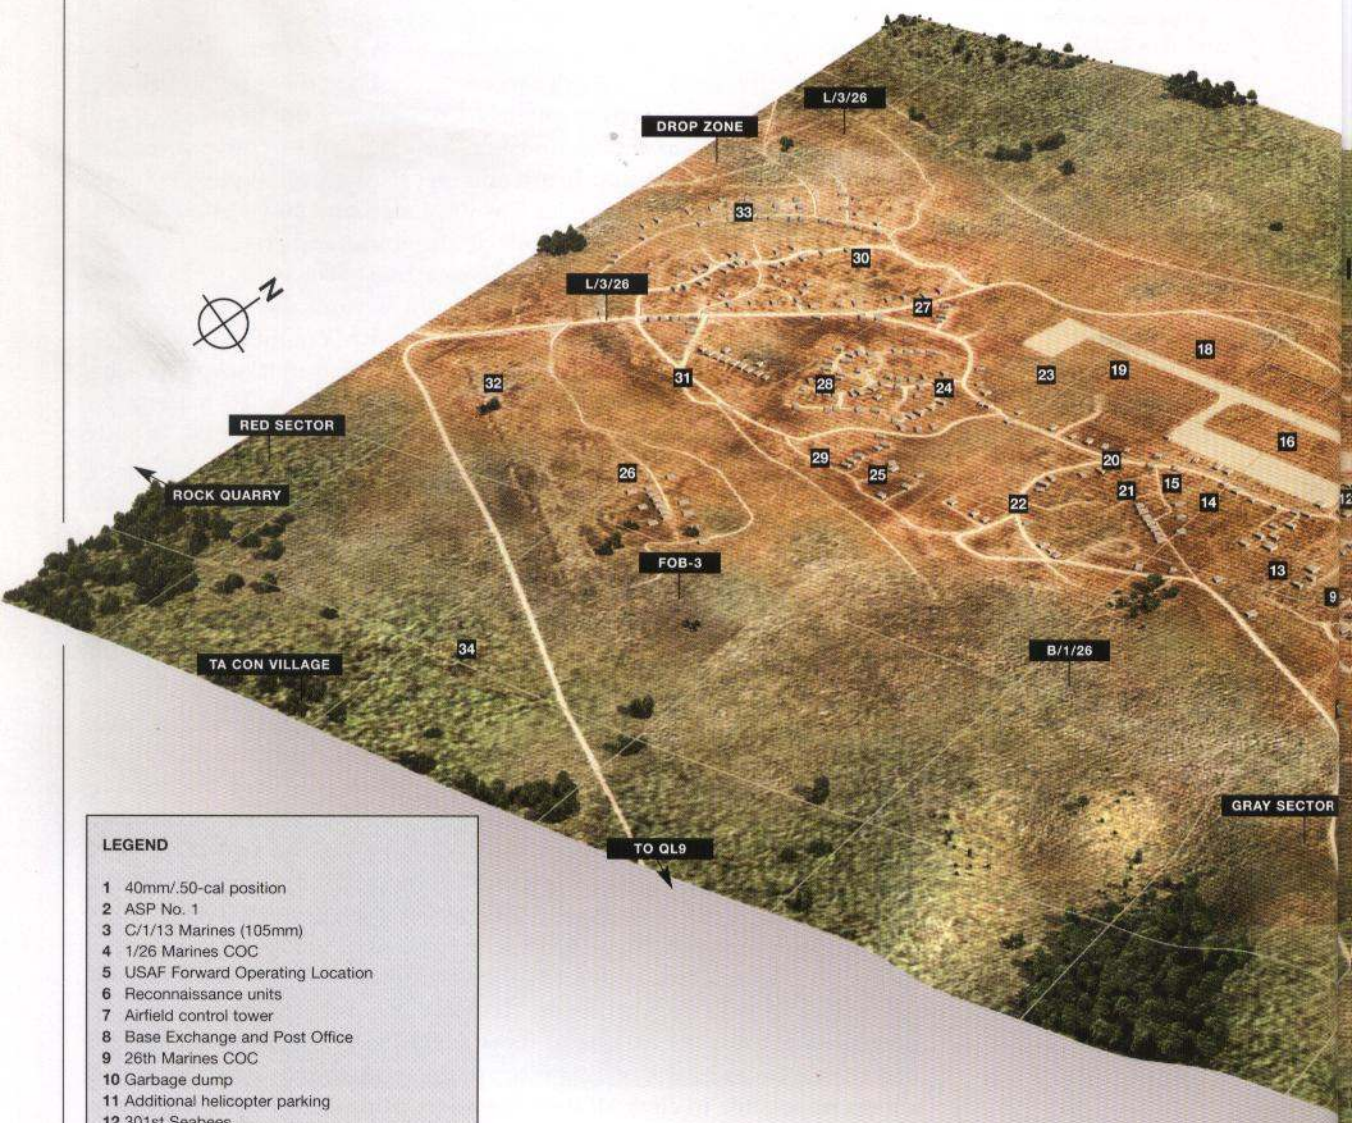 L/3/26
DROP ZONE
33
30
N
L/3/26
27
18
19
23
31
32
28
24
RED SECTOR
16
29
20
26
25
15
21
ROCK QUARRY
12
22
14
FOB-3
13
9
34
B/1/26
TA CON VILLAGE
GRAY SECTOR
TO QL9
LEGEND
1 40mm/.50-cal position
2 ASP No. 1
3 C/1/13 Marines (105mm)
4 1/26 Marines COC
5 USAF Forward Operating Location
6 Reconnaissance units
7 Airfield control tower
8 Base Exchange and Post Office
9 26th Marines COC
10 Garbage dump
11 Additional helicopter parking
12 301st Seabees